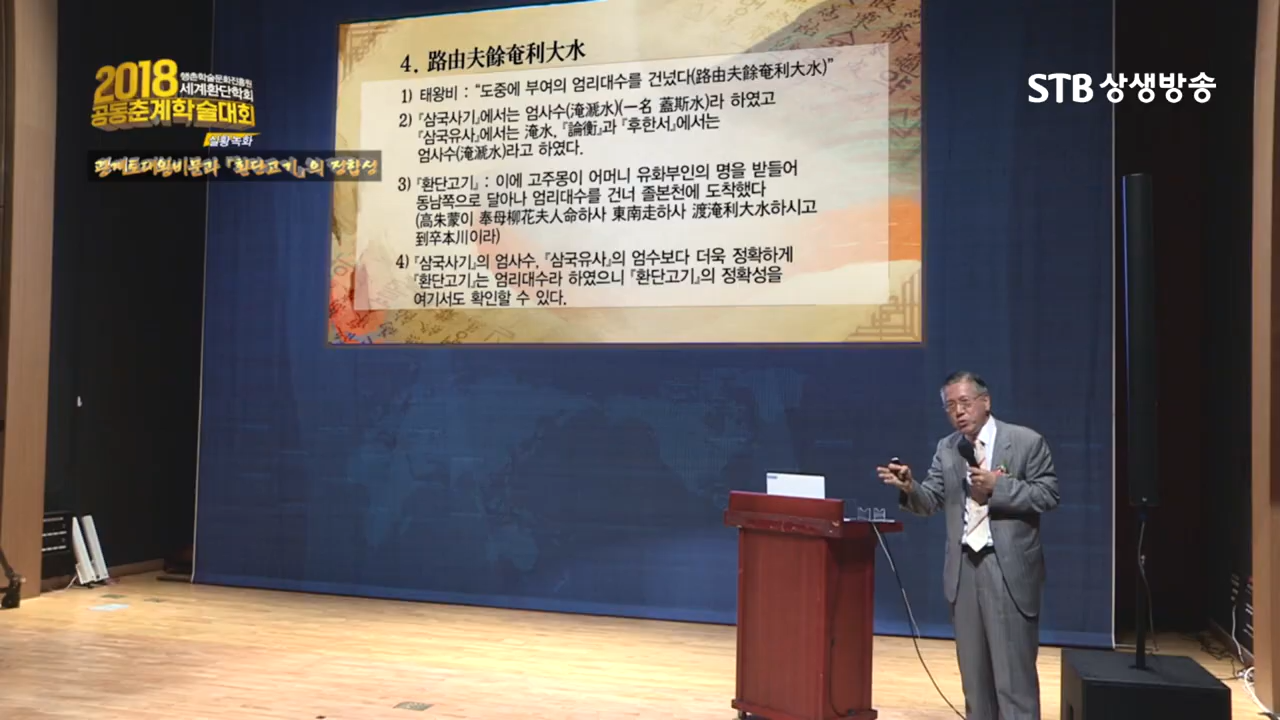 2018 행촌학술문화진흥원
세계환단학회
공동춘계학술대회
실황녹화
광개토대왕비문과 『환단고기』의 정합성
STB 상생방송
4. 路由夫餘奄利大水
1) 태왕비 : “도중에 부여의 엄리대수를 건넜다(路由夫餘奄利大水)”
2) 『삼국사기』에서는 엄사수(淹㴲水)(一名 蓋斯水)라 하였고
『삼국유사』에서는 淹水, 『論衡』과 『후한서』에서는
엄사수(淹㴲水)라고 하였다.
3) 『환단고기』 : 이에 고주몽이 어머니 유화부인의 명을 받들어
동남쪽으로 달아나 엄리대수를 건너 졸본천에 도착했다
(高朱蒙이 奉母柳花夫人命하사 東南走하사 渡淹利大水하시고
到卒本川이라)
4) 『삼국사기』의 엄사수, 『삼국유사』의 엄수보다 더욱 정확하게
『환단고기』는 엄리대수라 하였으니 『환단고기』의 정확성을
여기서도 확인할 수 있다.